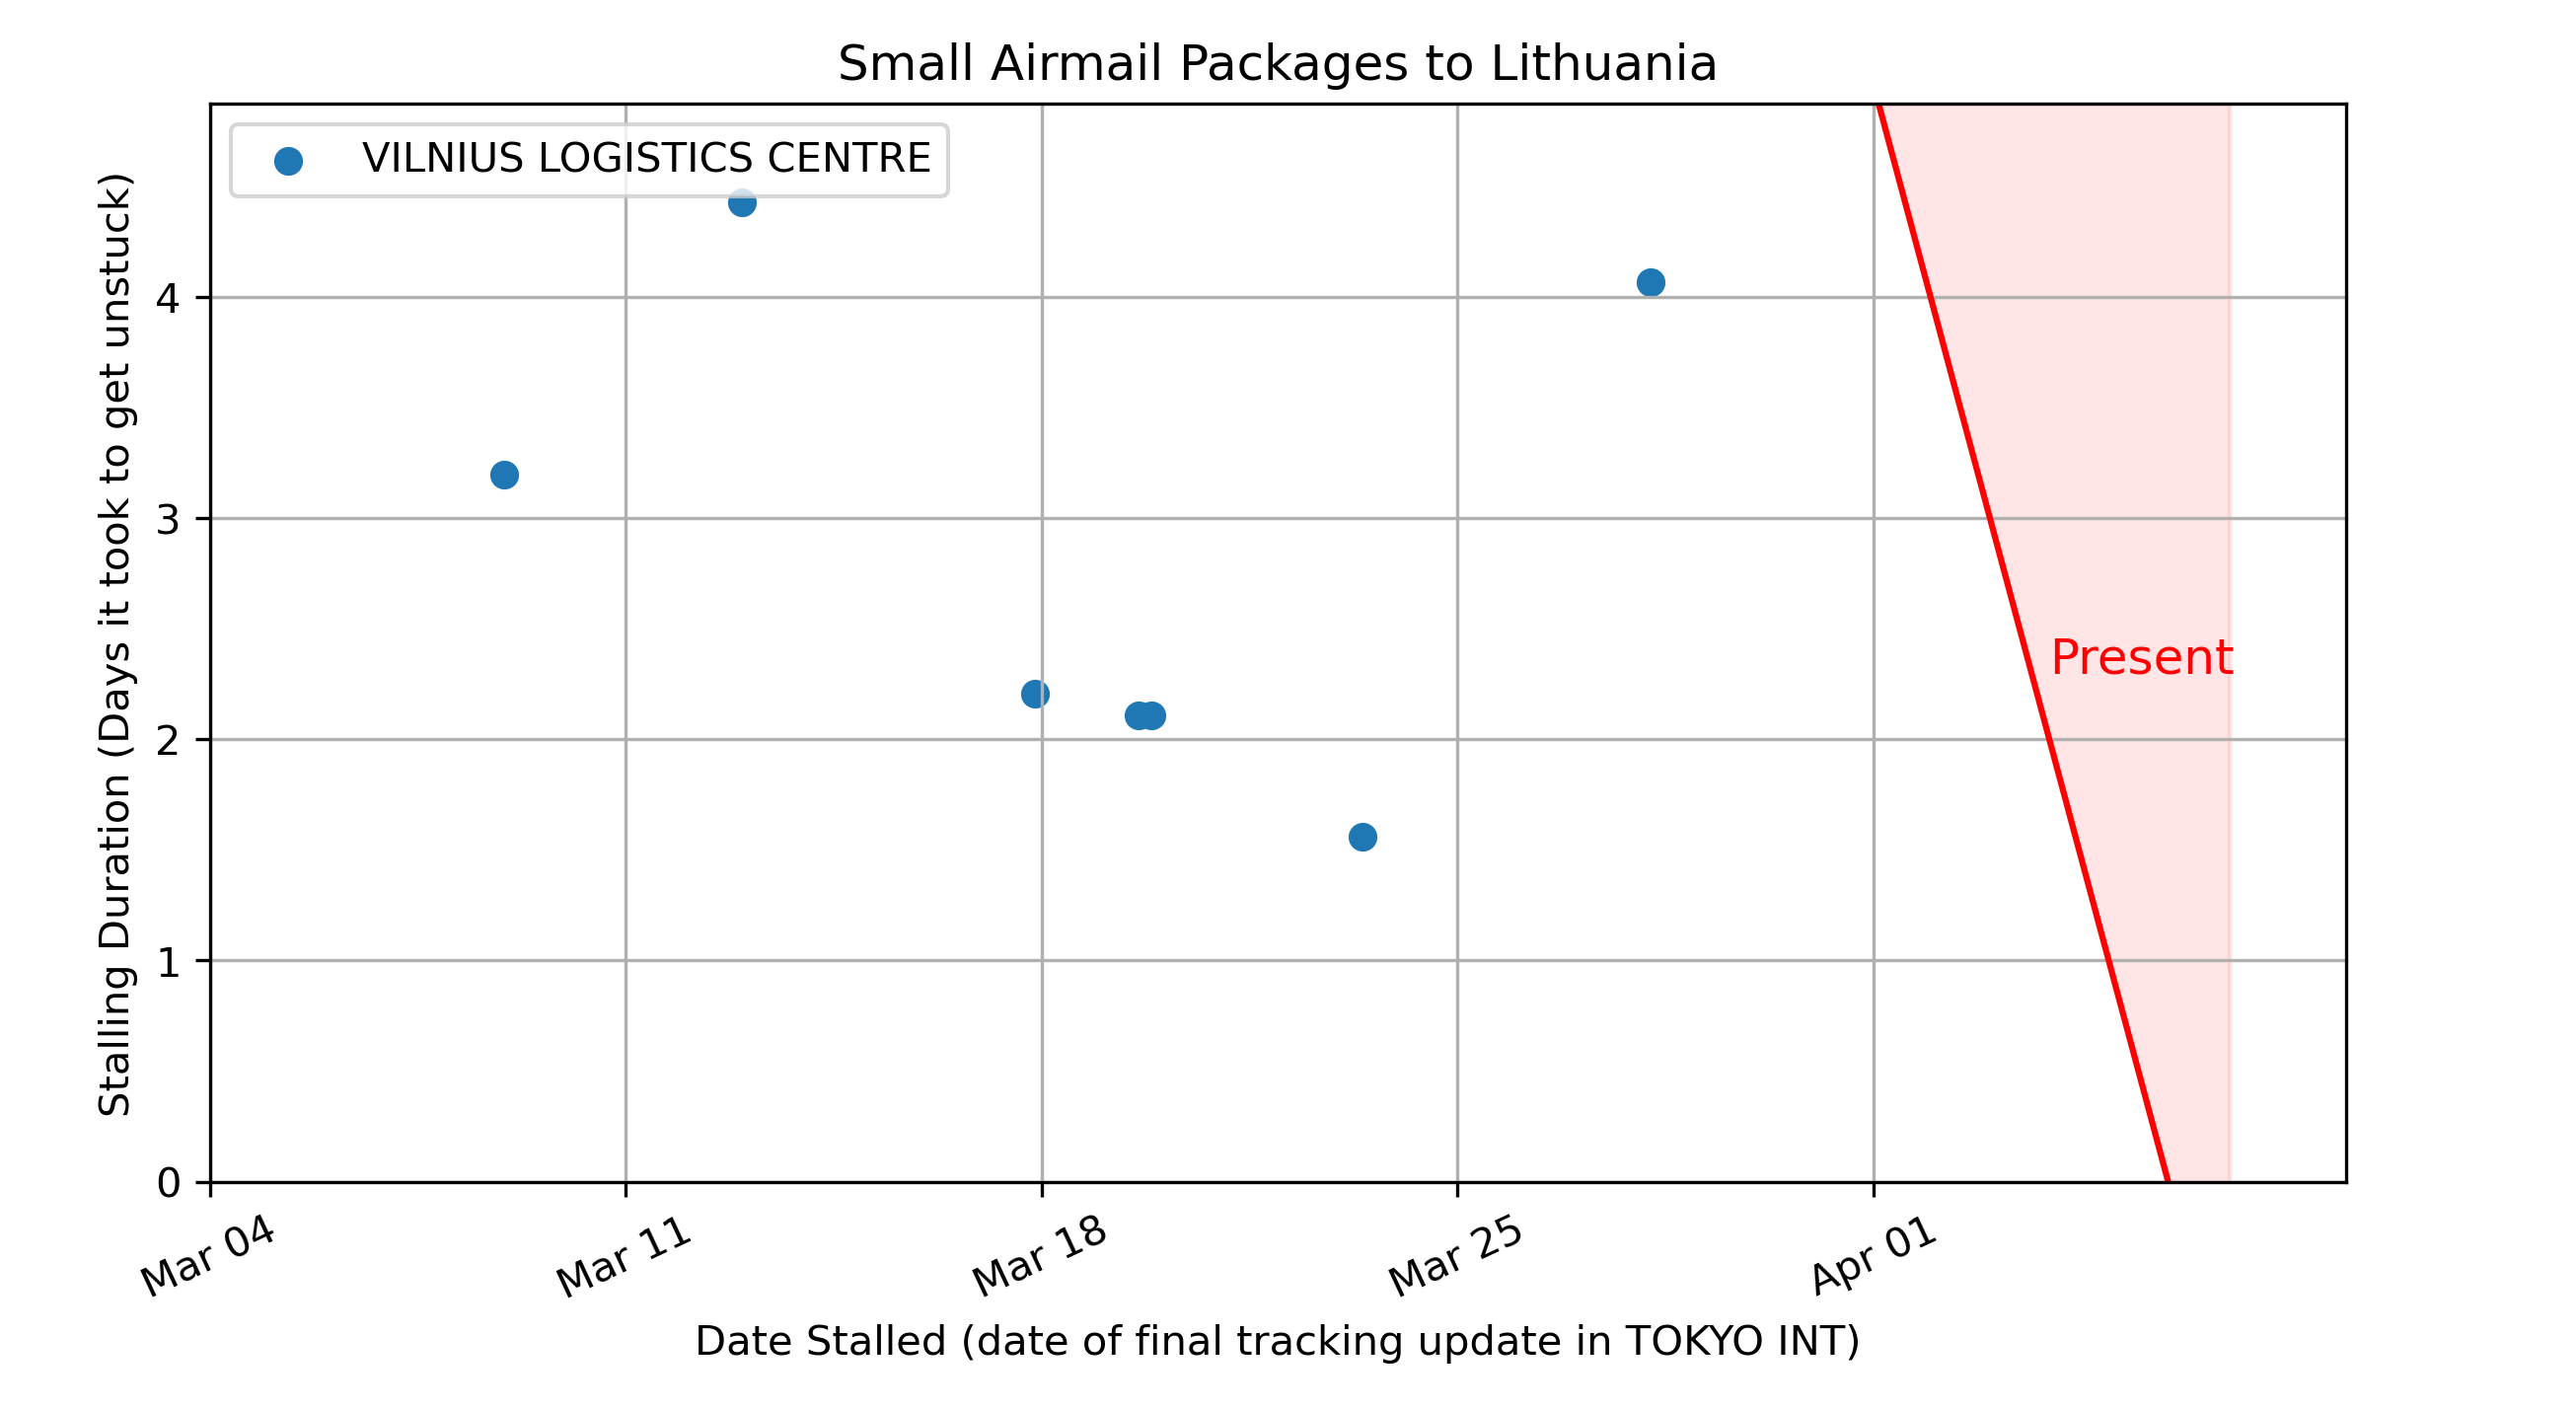 Small Airmail Packages to Lithuania
VILNIUS LOGISTICS CENTRE
Stalling Duration (Days it took to get unstuck)
4
3
2
1
0
Present
Mar 04
Mar 11
Mar 18
Mar 25
Apr 01
Date Stalled (date of final tracking update in TOKYO INT)